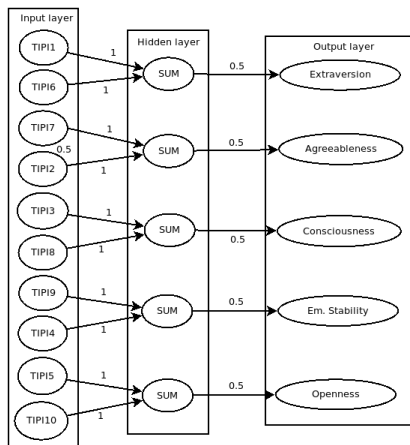 Input layer
Hidden layer
Output layer
TIPI1
1
TIPI6
1
SUM
0.5
Extraversion
TIPI7
1
0.5
TIPI2
1
SUM
0.5
Agreeableness
TIPI3
1
TIPI8
1
SUM
0.5
Consciousness
TIPI9
1
TIPI4
1
SUM
0.5
Em. Stability
TIPI5
1
TIPI10
1
SUM
0.5
Openness